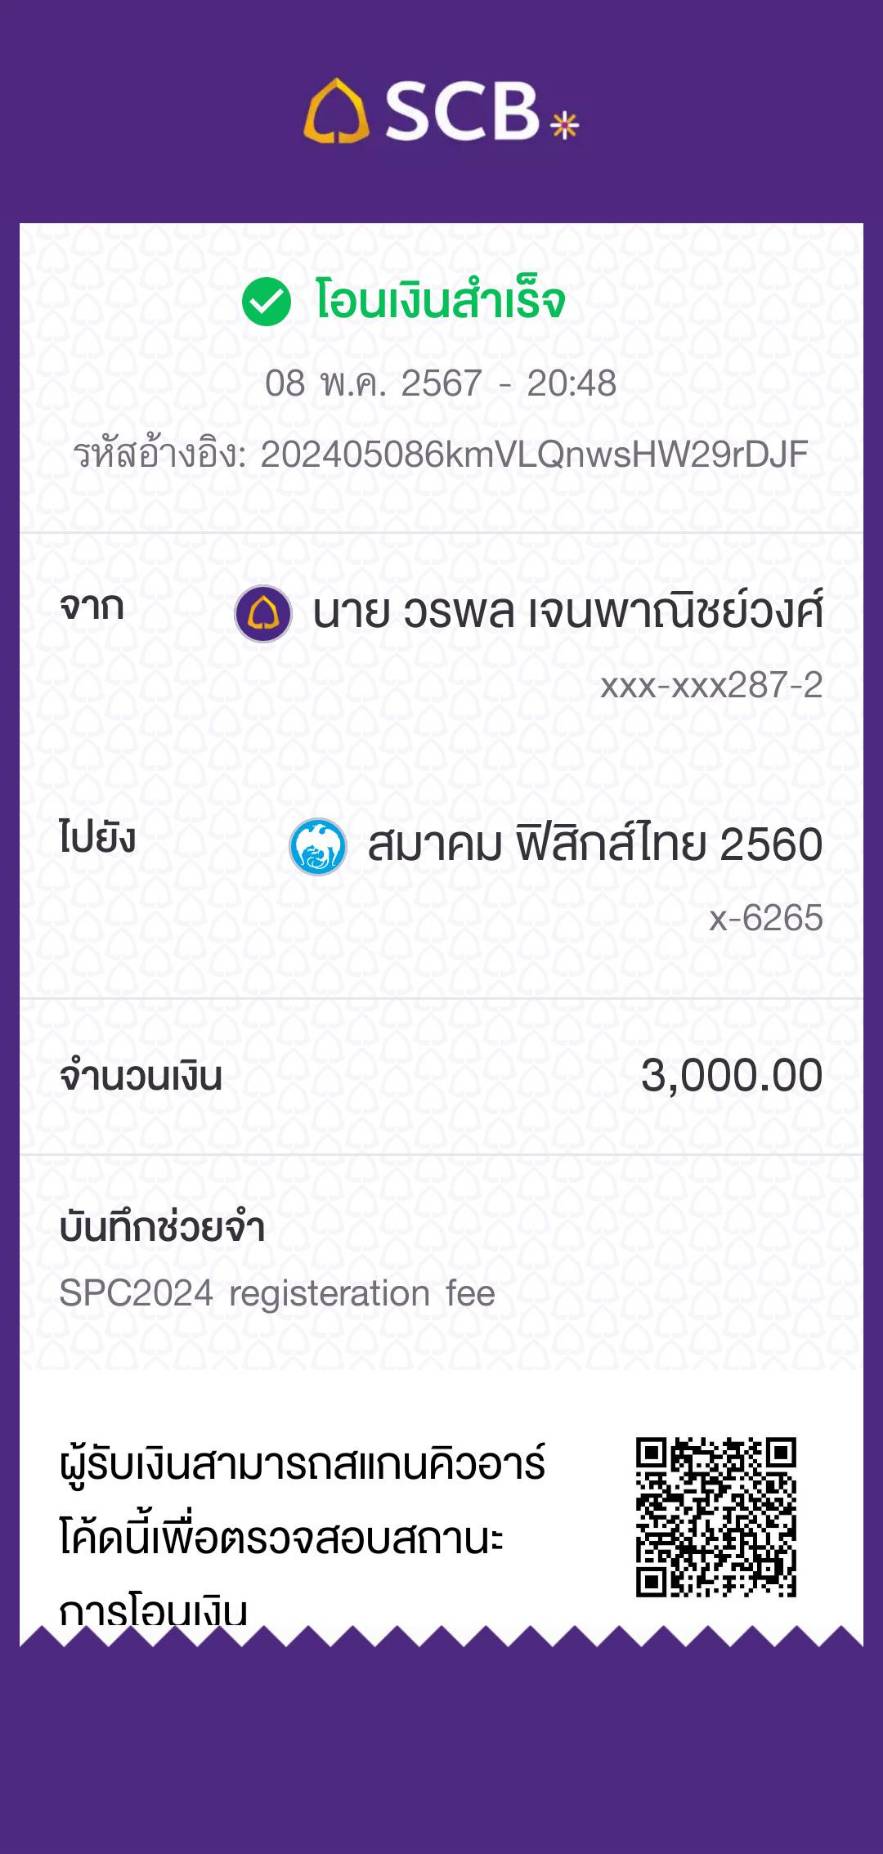 SCB
โอนเงินสำเร็จ
08 พ.ค. 2567 - 20:48
รหัสอ้างอิง: 202405086kmVLQnwsHW29rDJF
จาก นาย วรพล เจนพาณิชย์วงศ์
xxx-xxx287-2
ไปยัง สมาคม ฟิสิกส์ไทย 2560
x-6265
จำนวนเงิน 3,000.00
บันทึกช่วยจำ
SPC2024 registeration fee
ผู้รับเงินสามารถสแกนคิวอาร์
โค้ดนี้เพื่อตรวจสอบสถานะ
การโอนเงิน